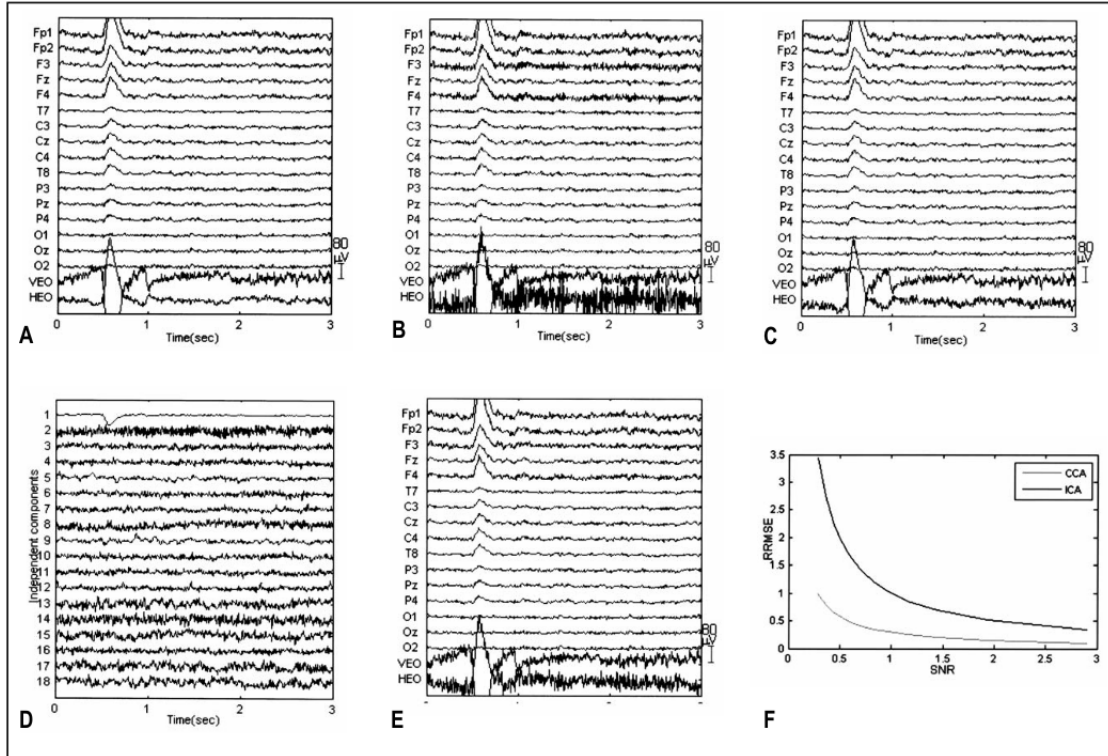 Fp1
Fp2
F3
Fz
F4
T7
C3
Cz
C4
T8
P3
Pz
P4
O1
Oz
O2
VEO
HEO
80
µV
0 1 2 3
Time(sec)
A
Fp1
Fp2
F3
Fz
F4
T7
C3
Cz
C4
T8
P3
Pz
P4
O1
Oz
O2
VEO
HEO
80
µV
0 1 2 3
Time(sec)
B
Fp1
Fp2
F3
Fz
F4
T7
C3
Cz
C4
T8
P3
Pz
P4
O1
Oz
O2
VEO
HEO
80
µV
0 1 2 3
Time(sec)
C
Independent components
1
2
3
4
5
6
7
8
9
10
11
12
13
14
15
16
17
18
0 1 2 3
Time(sec)
D
Fp1
Fp2
F3
Fz
F4
T7
C3
Cz
C4
T8
P3
Pz
P4
O1
Oz
O2
VEO
HEO
80
µV
- - - -
E
RRMSE
3.5
3
2.5
2
1.5
1
0.5
0
CCA
ICA
0 0.5 1 1.5 2 2.5 3
SNR
F